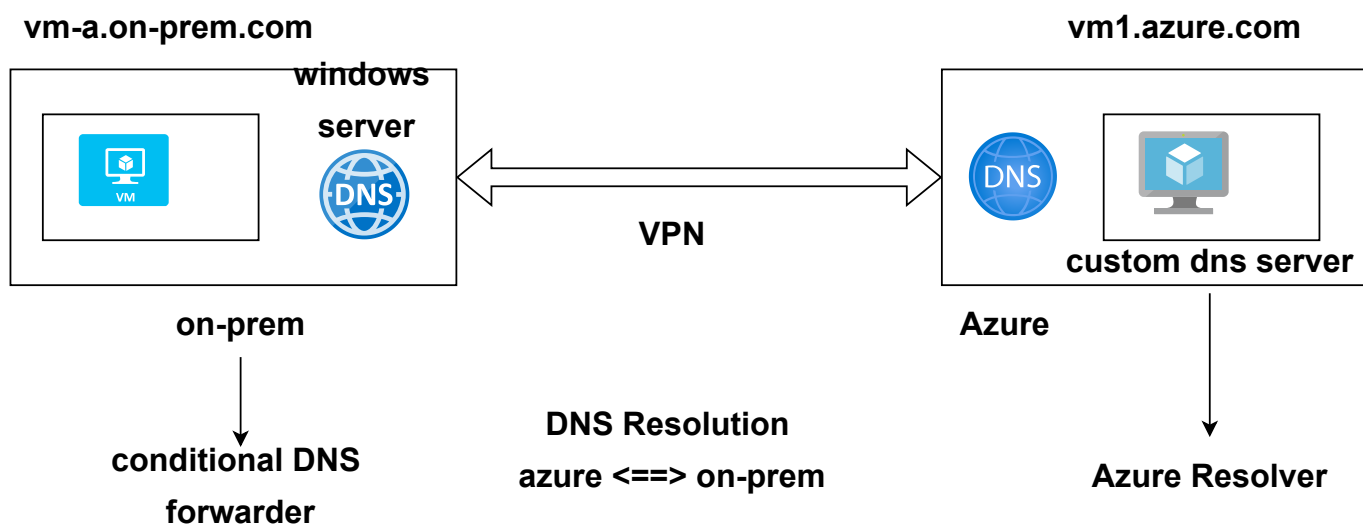 vm-a.on-prem.com
vm1.azure.com
windows
server
VM
DNS
VPN
DNS
custom dns server
on-prem
Azure
conditional DNS
forwarder
DNS Resolution
azure <==> on-prem
Azure Resolver